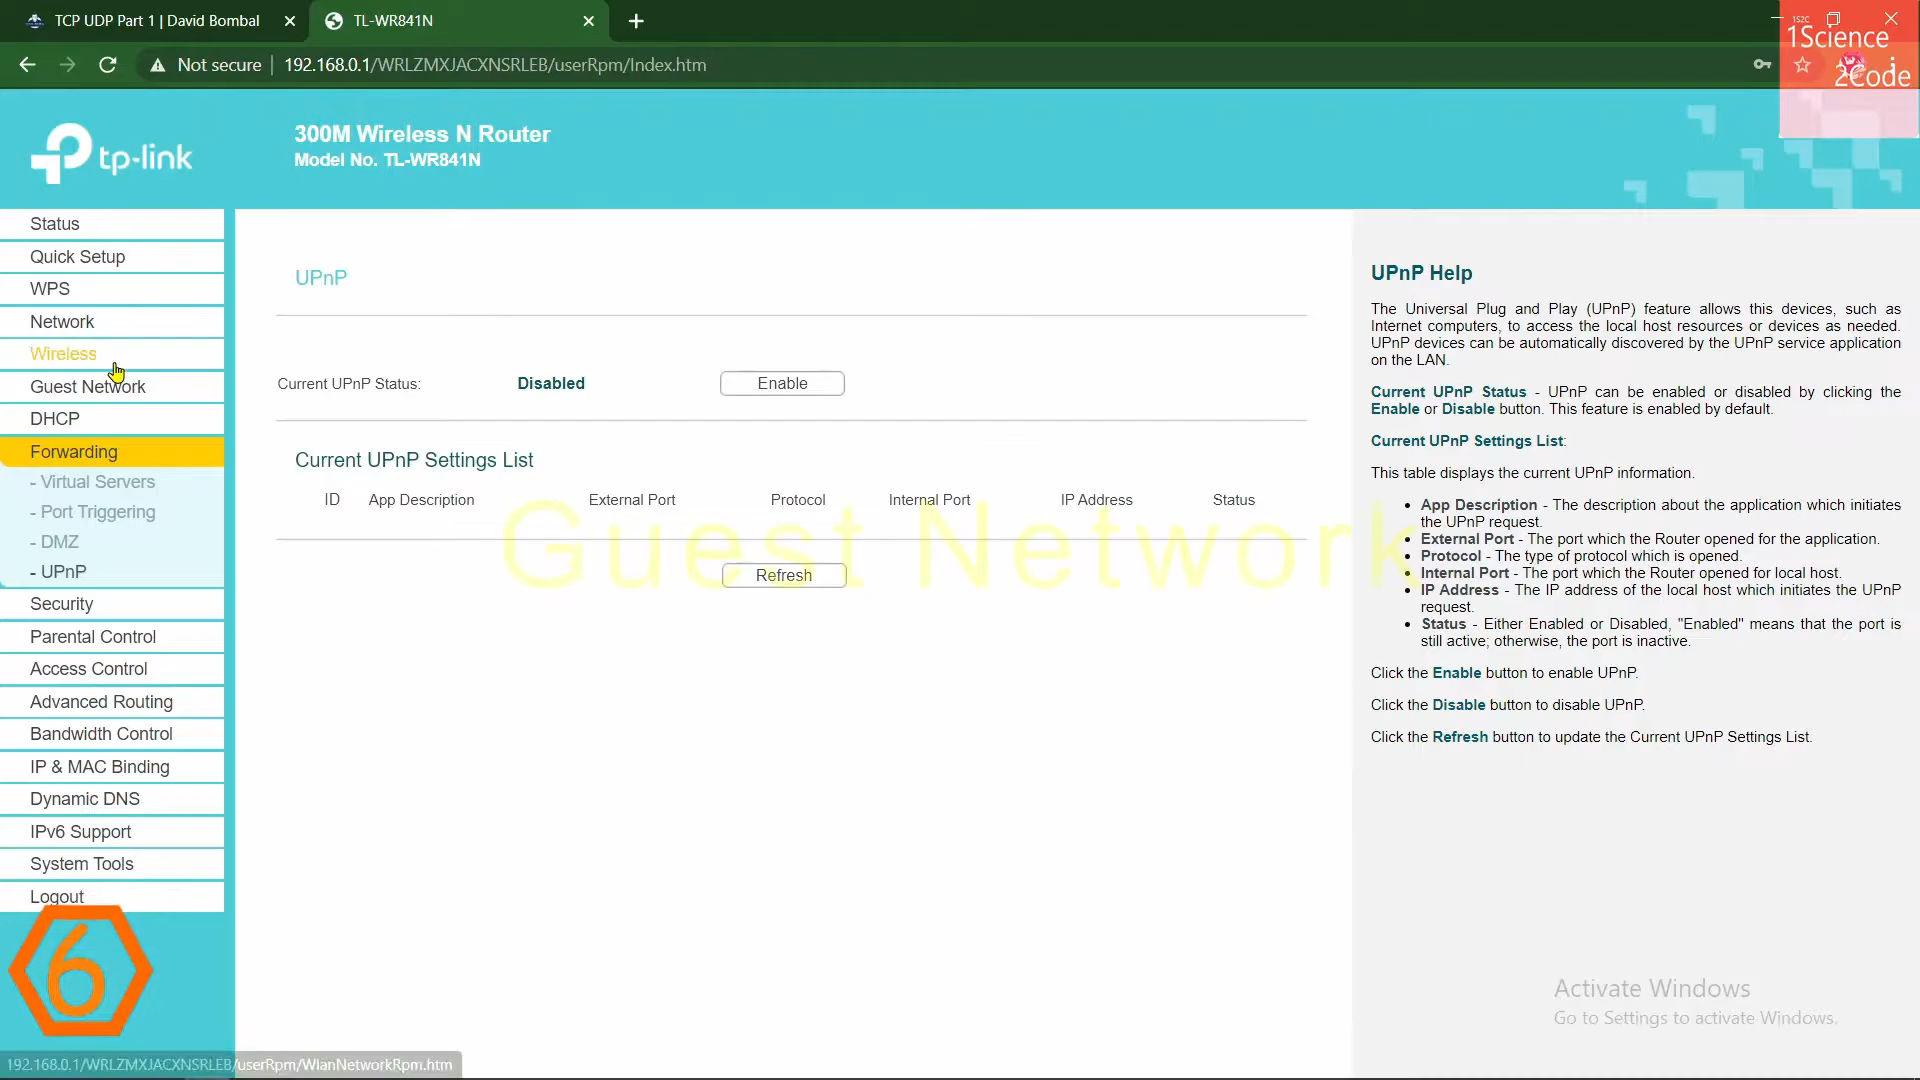 TCP UDP Part 1 | David Bombal
TL-WR841N
1S2C
1Science
2Code
Not secure
192.168.0.1/WRLZMXJACXNSRLEB/userRpm/Index.htm
tp-link
300M Wireless N Router
Model No. TL-WR841N
Status
Quick Setup
WPS
Network
Wireless
Guest Network
DHCP
Forwarding
- Virtual Servers
- Port Triggering
- DMZ
- UPnP
Security
Parental Control
Access Control
Advanced Routing
Bandwidth Control
IP & MAC Binding
Dynamic DNS
IPv6 Support
System Tools
Logout
6
UPnP
Current UPnP Status: Disabled Enable
Current UPnP Settings List
ID App Description External Port Protocol Internal Port IP Address Status
Guest Network
Refresh
UPnP Help
The Universal Plug and Play (UPnP) feature allows this devices, such as
Internet computers, to access the local host resources or devices as needed.
UPnP devices can be automatically discovered by the UPnP service application
on the LAN.
Current UPnP Status - UPnP can be enabled or disabled by clicking the
Enable or Disable button. This feature is enabled by default.
Current UPnP Settings List:
This table displays the current UPnP information.
• App Description - The description about the application which initiates
the UPnP request.
• External Port - The port which the Router opened for the application.
• Protocol - The type of protocol which is opened.
• Internal Port - The port which the Router opened for local host.
• IP Address - The IP address of the local host which initiates the UPnP
request.
• Status - Either Enabled or Disabled, "Enabled" means that the port is
still active; otherwise, the port is inactive.
Click the Enable button to enable UPnP.
Click the Disable button to disable UPnP.
Click the Refresh button to update the Current UPnP Settings List.
Activate Windows
Go to Settings to activate Windows.
192.168.0.1/WRLZMXJACXNSRLEB/userRpm/WlanNetworkRpm.htm